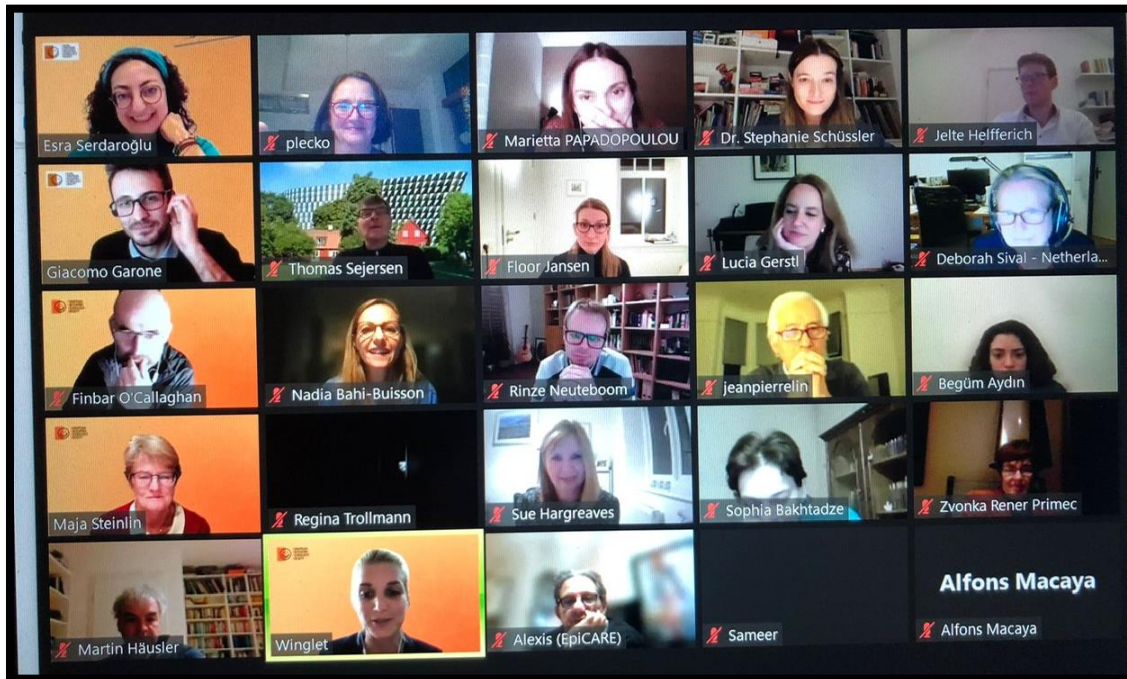 Esra Serdaroğlu
plecko
Marietta PAPADOPOULOU
Dr. Stephanie Schüssler
Jelte Helfferich
Giacomo Garone
Thomas Sejersen
Floor Jansen
Lucia Gerstl
Deborah Sival - Netherla...
Finbar O'Callaghan
Nadia Bahi-Buisson
Rinze Neuteboom
jeanpierrelin
Begüm Aydın
Maja Steinlin
Regina Trollmann
Sue Hargreaves
Sophia Bakhtadze
Zvonka Rener Primec
Martin Häusler
Winglet
Alexis (EpiCARE)
Sameer
Alfons Macaya
Alfons Macaya